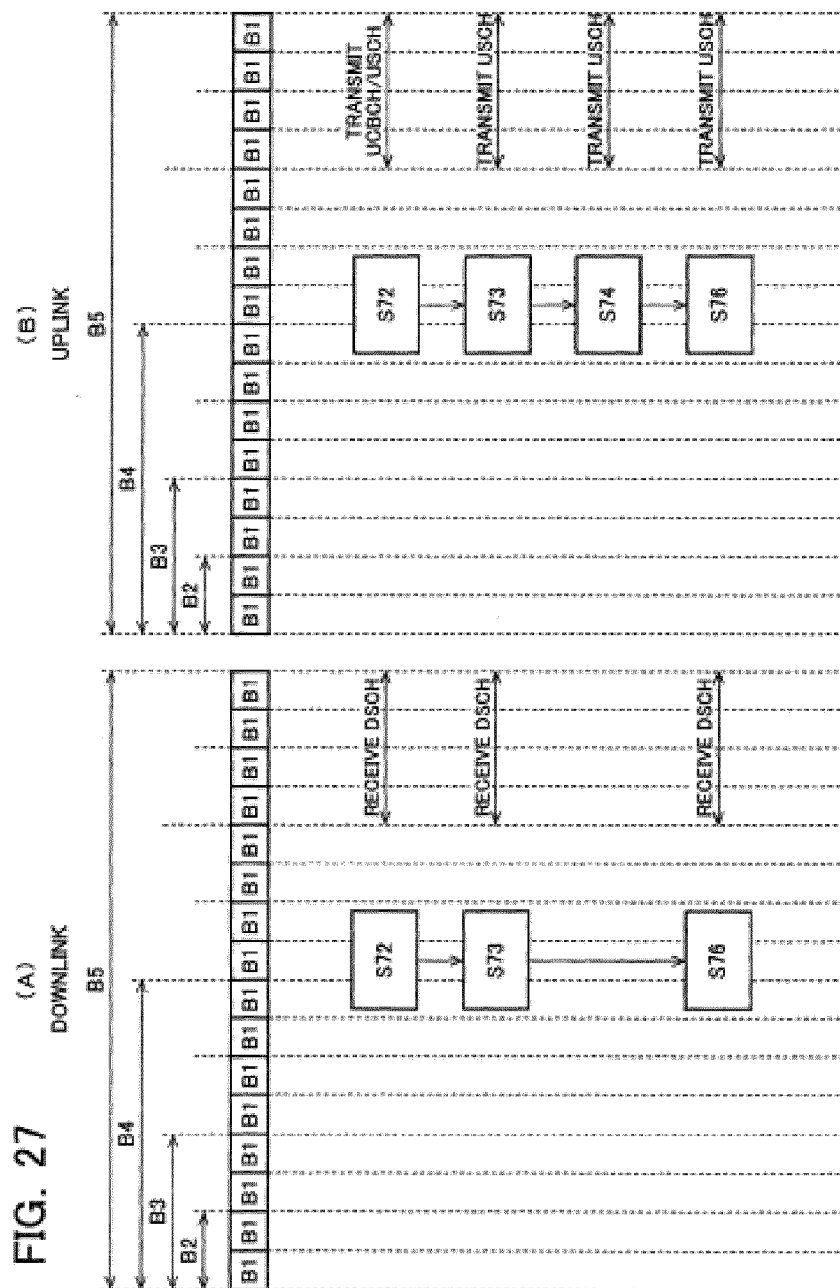 FIG. 27
(A)
DOWNLINK
B5
B4
B3
B2
B1 B1 B1 B1 B1 B1 B1 B1 B1 B1 B1 B1 B1 B1 B1 B1
S72
RECEIVE DSCH
S73
RECEIVE DSCH
S76
RECEIVE DSCH
(B)
UPLINK
B5
B4
B3
B2
B1 B1 B1 B1 B1 B1 B1 B1 B1 B1 B1 B1 B1 B1 B1 B1
S72
TRANSMIT
UCBCH/USCH
S73
TRANSMIT USCH
S74
TRANSMIT USCH
S76
TRANSMIT USCH